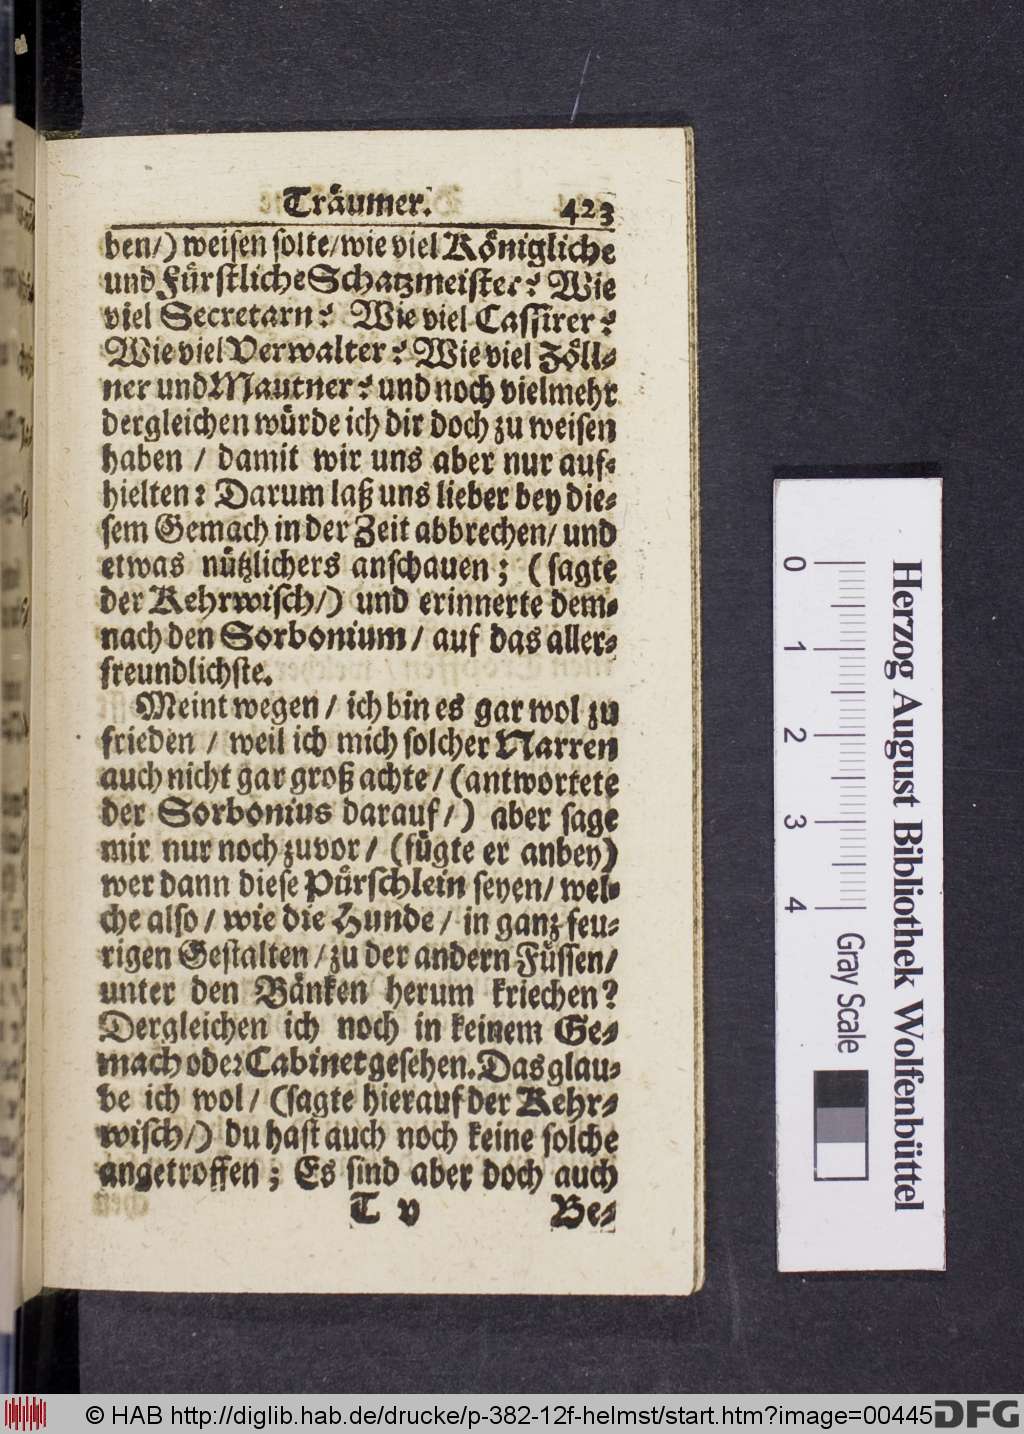 Träumer. 423
ben/) weisen solte/ wie viel Königliche
und Fürstliche Schatzmeister? Wie
viel Secretarn? Wie viel Cassirer?
Wie viel Verwalter? Wie viel Zöll-
ner und Mautner? und noch vielmehr
dergleichen würde ich dir doch zu weisen
haben / damit wir uns aber nur auf-
hielten: Darum laß uns lieber bey die-
sem Gemach in der Zeit abbrechen/ und
etwas nützlichers anschauen; (sagte
der Kehrwisch/) und erinnerte dem-
nach den Sorbonium / auf das aller-
freundlichste.
Meint wegen / ich bin es gar wol zu
frieden / weil ich mich solcher Narren
auch nicht gar groß achte / (antwortete
der Sorbonius darauf /) aber sage
mir nur noch zuvor / (fügte er anbey)
wer dann diese Pürschlein seyen/ wel-
che also / wie die Hunde / in ganz feu-
rigen Gestalten / zu der andern Füssen/
unter den Bänken herum kriechen?
Dergleichen ich noch in keinem Ge-
mach oder Cabinet gesehen. Das glau-
be ich wol / (sagte hierauf der Kehr-
wisch/) du hast auch noch keine solche
angetroffen; Es sind aber doch auch
T v Be-
Herzog August Bibliothek Wolfenbüttel
0 1 2 3 4 Gray Scale
© HAB http://diglib.hab.de/drucke/p-382-12f-helmst/start.htm?image=00445
DFG